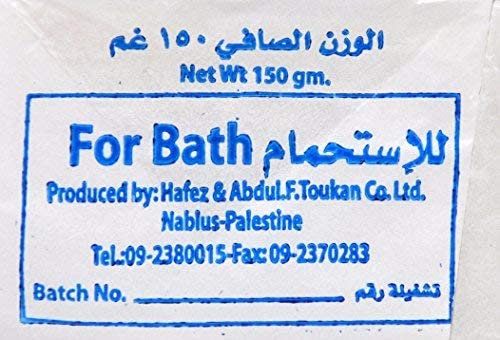 الوزن الصافي ١٥٠ غم
Net Wt 150 gm.
For Bath للإستحمام
Produced by: Hafez & Abdul.F.Toukan Co. Ltd.
Nablus-Palestine
Tel.:09-2380015-Fax: 09-2370283
Batch No. تشغيلة رقم